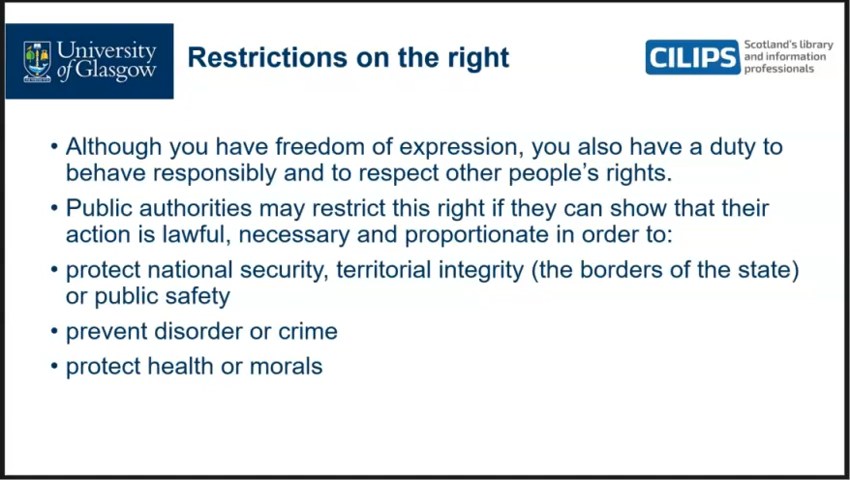 University
of Glasgow
Restrictions on the right
CILIPS
Scotland's library
and information
professionals
• Although you have freedom of expression, you also have a duty to
behave responsibly and to respect other people's rights.
• Public authorities may restrict this right if they can show that their
action is lawful, necessary and proportionate in order to:
• protect national security, territorial integrity (the borders of the state)
or public safety
• prevent disorder or crime
• protect health or morals